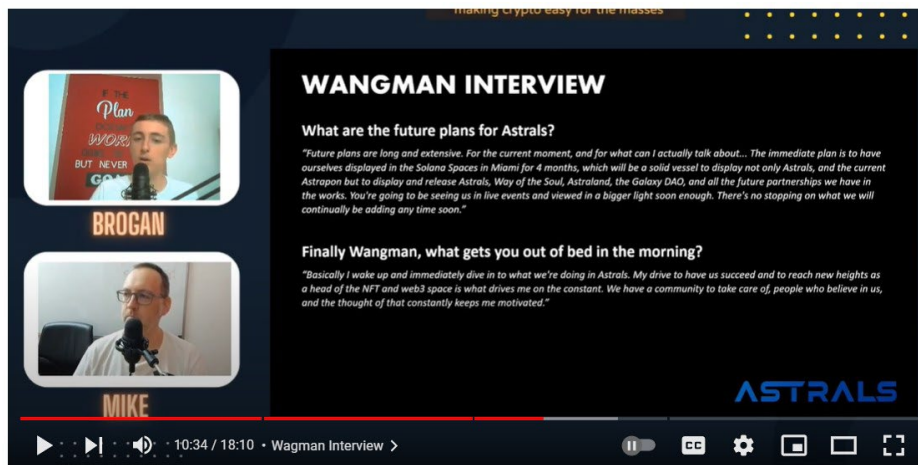 making crypto easy for the masses
WANGMAN INTERVIEW
What are the future plans for Astrals?
"Future plans are long and extensive. For the current moment, and for what can I actually talk about... The immediate plan is to have
ourselves displayed in the Solana Spaces in Miami for 4 months, which will be a solid vessel to display not only Astrals, and the current
Astrapon but to display and release Astrals, Way of the Soul, Astraland, the Galaxy DAO, and all the future partnerships we have in
the works. You're going to be seeing us in live events and viewed in a bigger light soon enough. There's no stopping on what we will
continually be adding any time soon."
Finally Wangman, what gets you out of bed in the morning?
"Basically I wake up and immediately dive in to what we're doing in Astrals. My drive to have us succeed and to reach new heights as
a head of the NFT and web3 space is what drives me on the constant. We have a community to take care of, people who believe in us,
and the thought of that constantly keeps me motivated."
IF THE
Plan
WORK
BUT NEVER
GOAL
BROGAN
MIKE
ASTRALS
10:34 / 18:10 • Wagman Interview >
CC